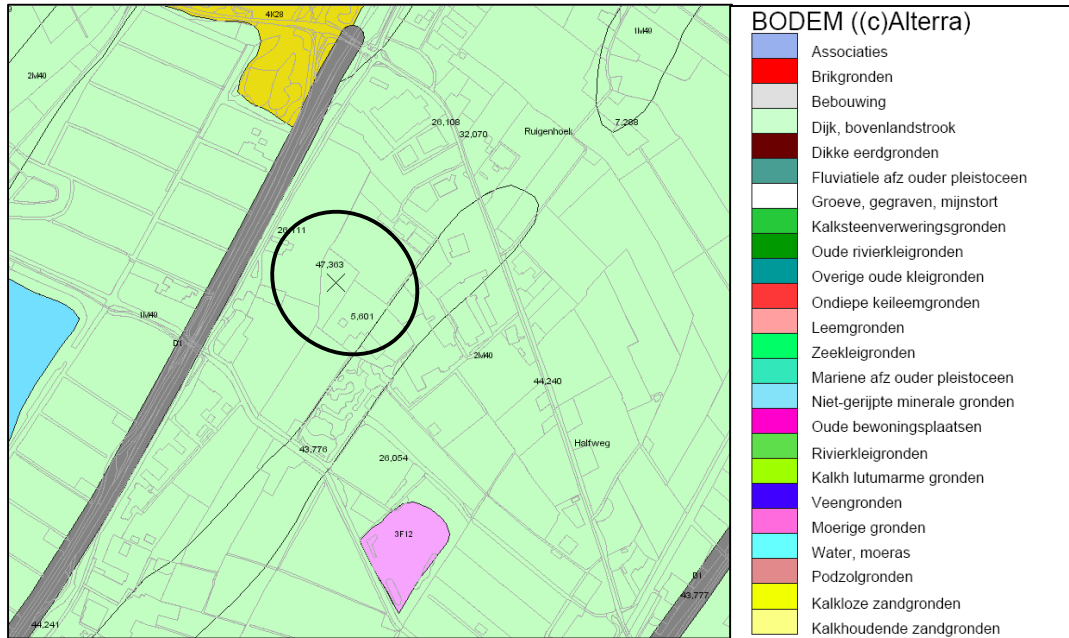 4K28
1M40
2M40
26,108
32,070
Ruigenhoek
7,288
26,111
47,363
5,601
1M40
D1
2M40
44,240
43,776
26,054
Halfweg
3F12
D1
43,777
44,241
BODEM ((c)Alterra)
Associaties
Brikgronden
Bebouwing
Dijk, bovenlandstrook
Dikke eerdgronden
Fluviatiele afz ouder pleistoceen
Groeve, gegraven, mijnstort
Kalksteenverweringsgronden
Oude rivierkleigronden
Overige oude kleigronden
Ondiepe keileemgronden
Leemgronden
Zeekleigronden
Mariene afz ouder pleistoceen
Niet-gerijpte minerale gronden
Oude bewoningsplaatsen
Rivierkleigronden
Kalkh lutumarme gronden
Veengronden
Moerige gronden
Water, moeras
Podzolgronden
Kalkloze zandgronden
Kalkhoudende zandgronden